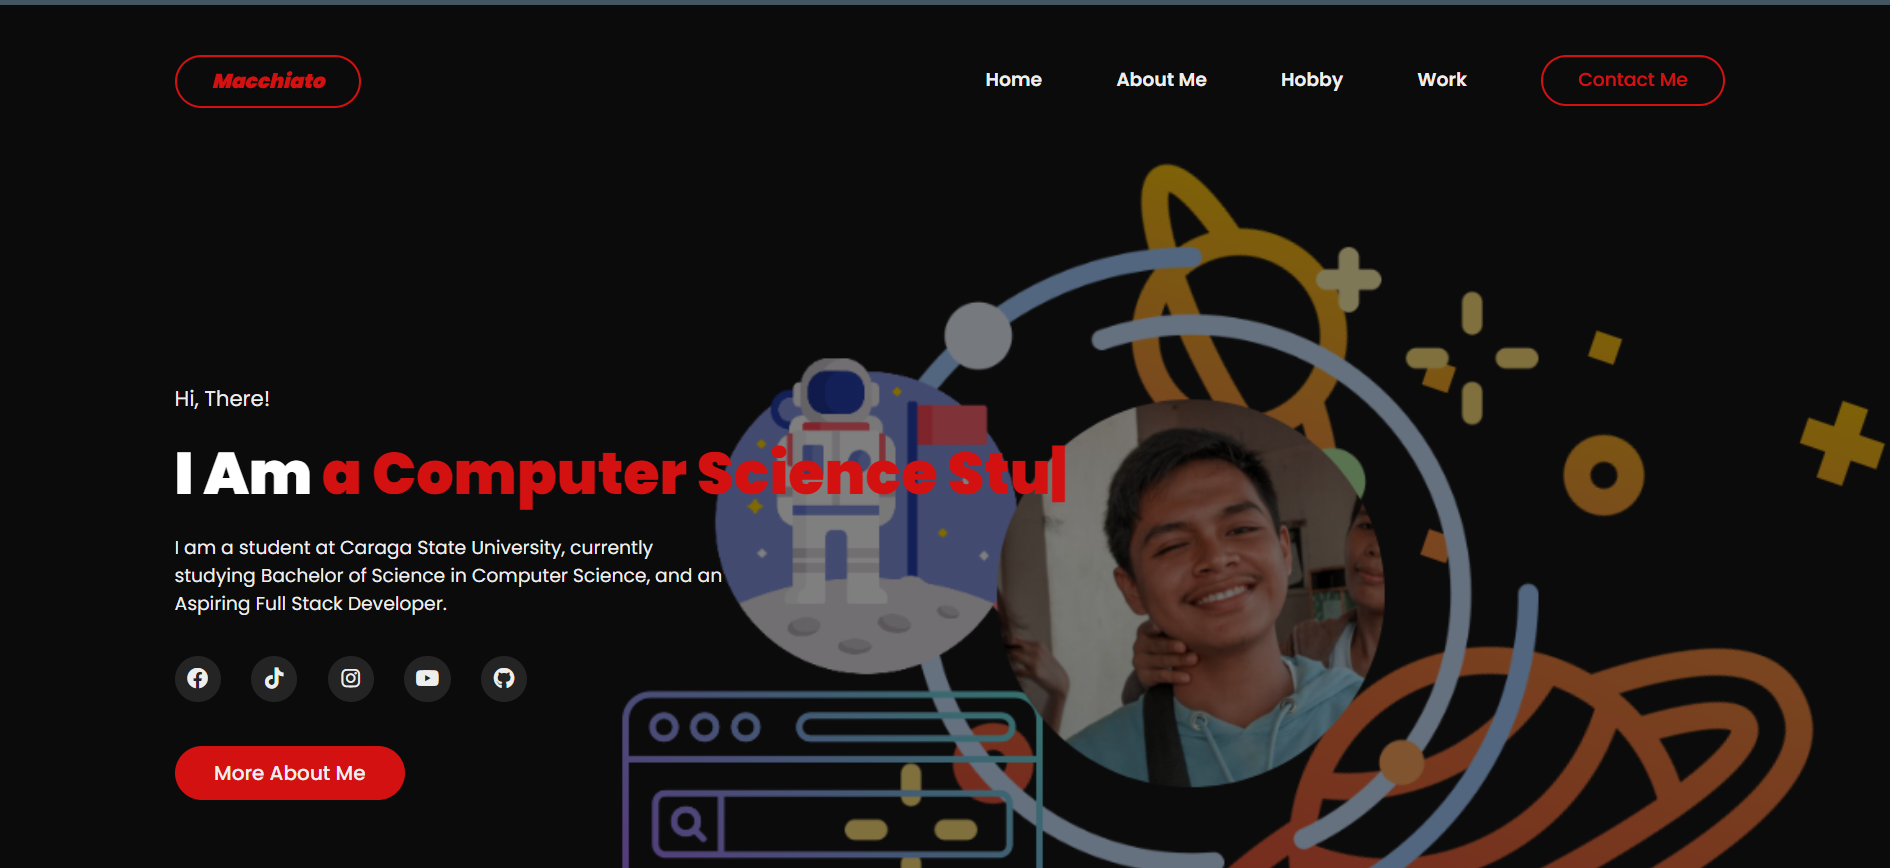 Macchiato
Home
About Me
Hobby
Work
Contact Me
Hi, There!
I Am a Computer Science Stu|
I am a student at Caraga State University, currently
studying Bachelor of Science in Computer Science, and an
Aspiring Full Stack Developer.
More About Me